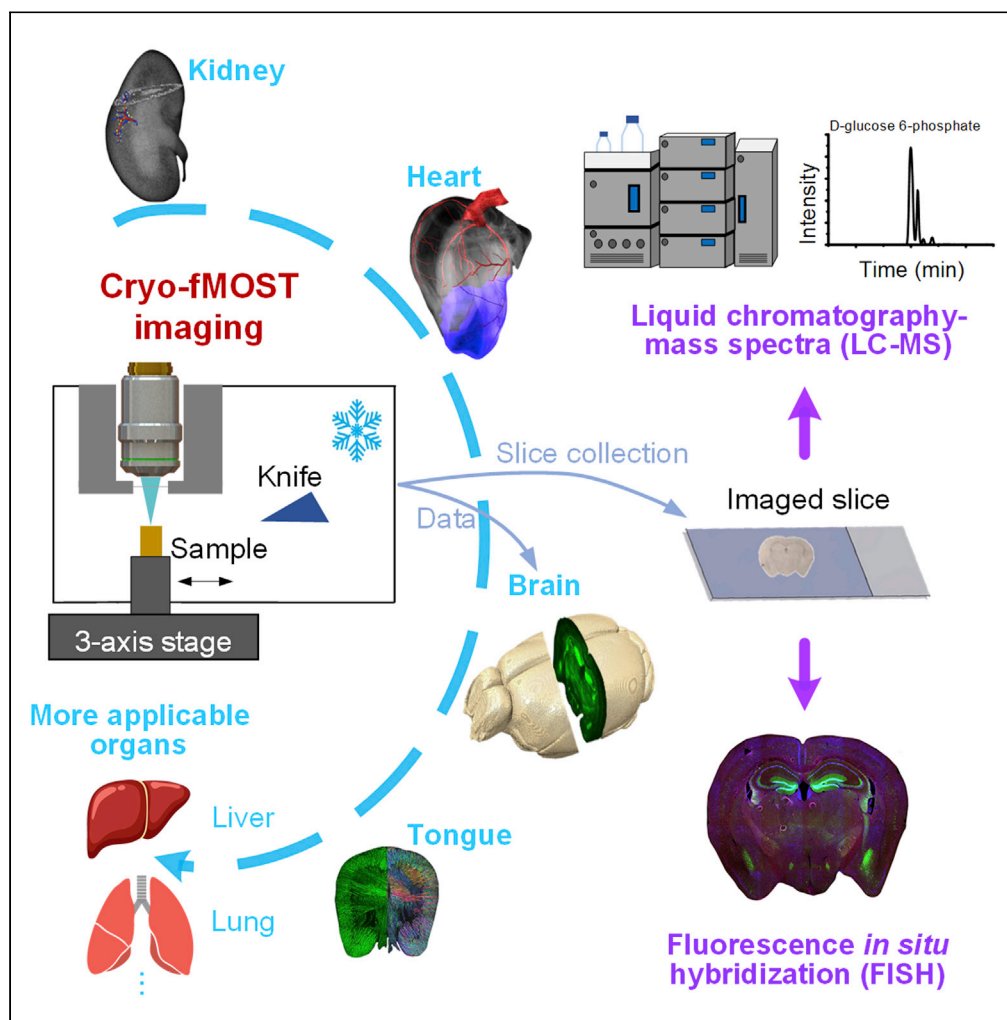 Kidney
Heart
Cryo-fMOST
imaging
Knife
Sample
3-axis stage
Slice collection
Data
Brain
More applicable
organs
Liver
Lung
Tongue
D-glucose 6-phosphate
Intensity
Time (min)
Liquid chromatography-
mass spectra (LC-MS)
Imaged slice
Fluorescence in situ
hybridization (FISH)